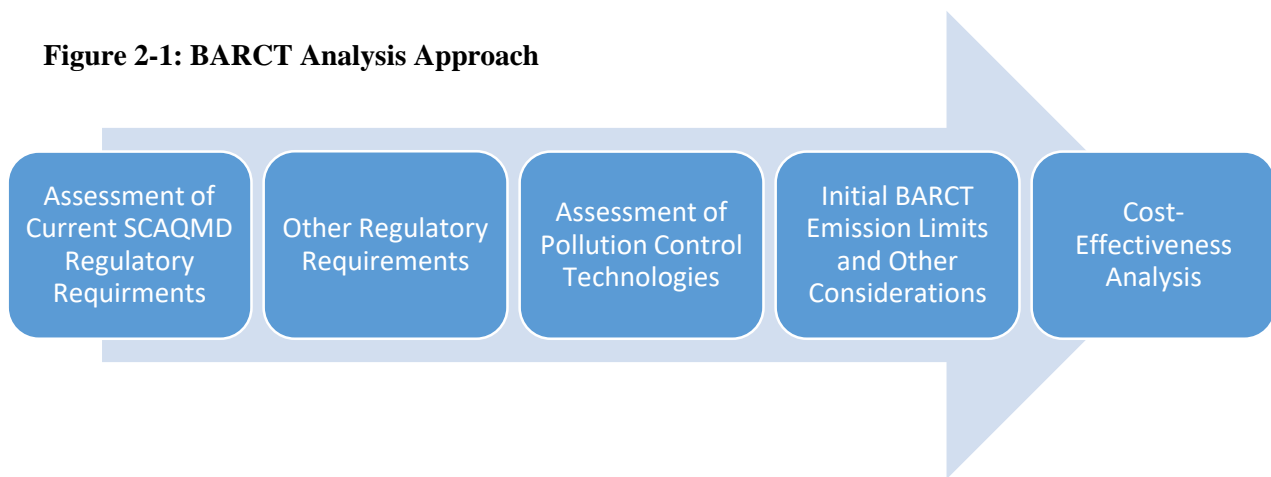 Figure 2-1: BARCT Analysis Approach
Assessment of
Current SCAQMD
Regulatory
Requirments
Other Regulatory
Requirements
Assessment of
Pollution Control
Technologies
Initial BARCT
Emission Limits
and Other
Considerations
Cost-
Effectiveness
Analysis